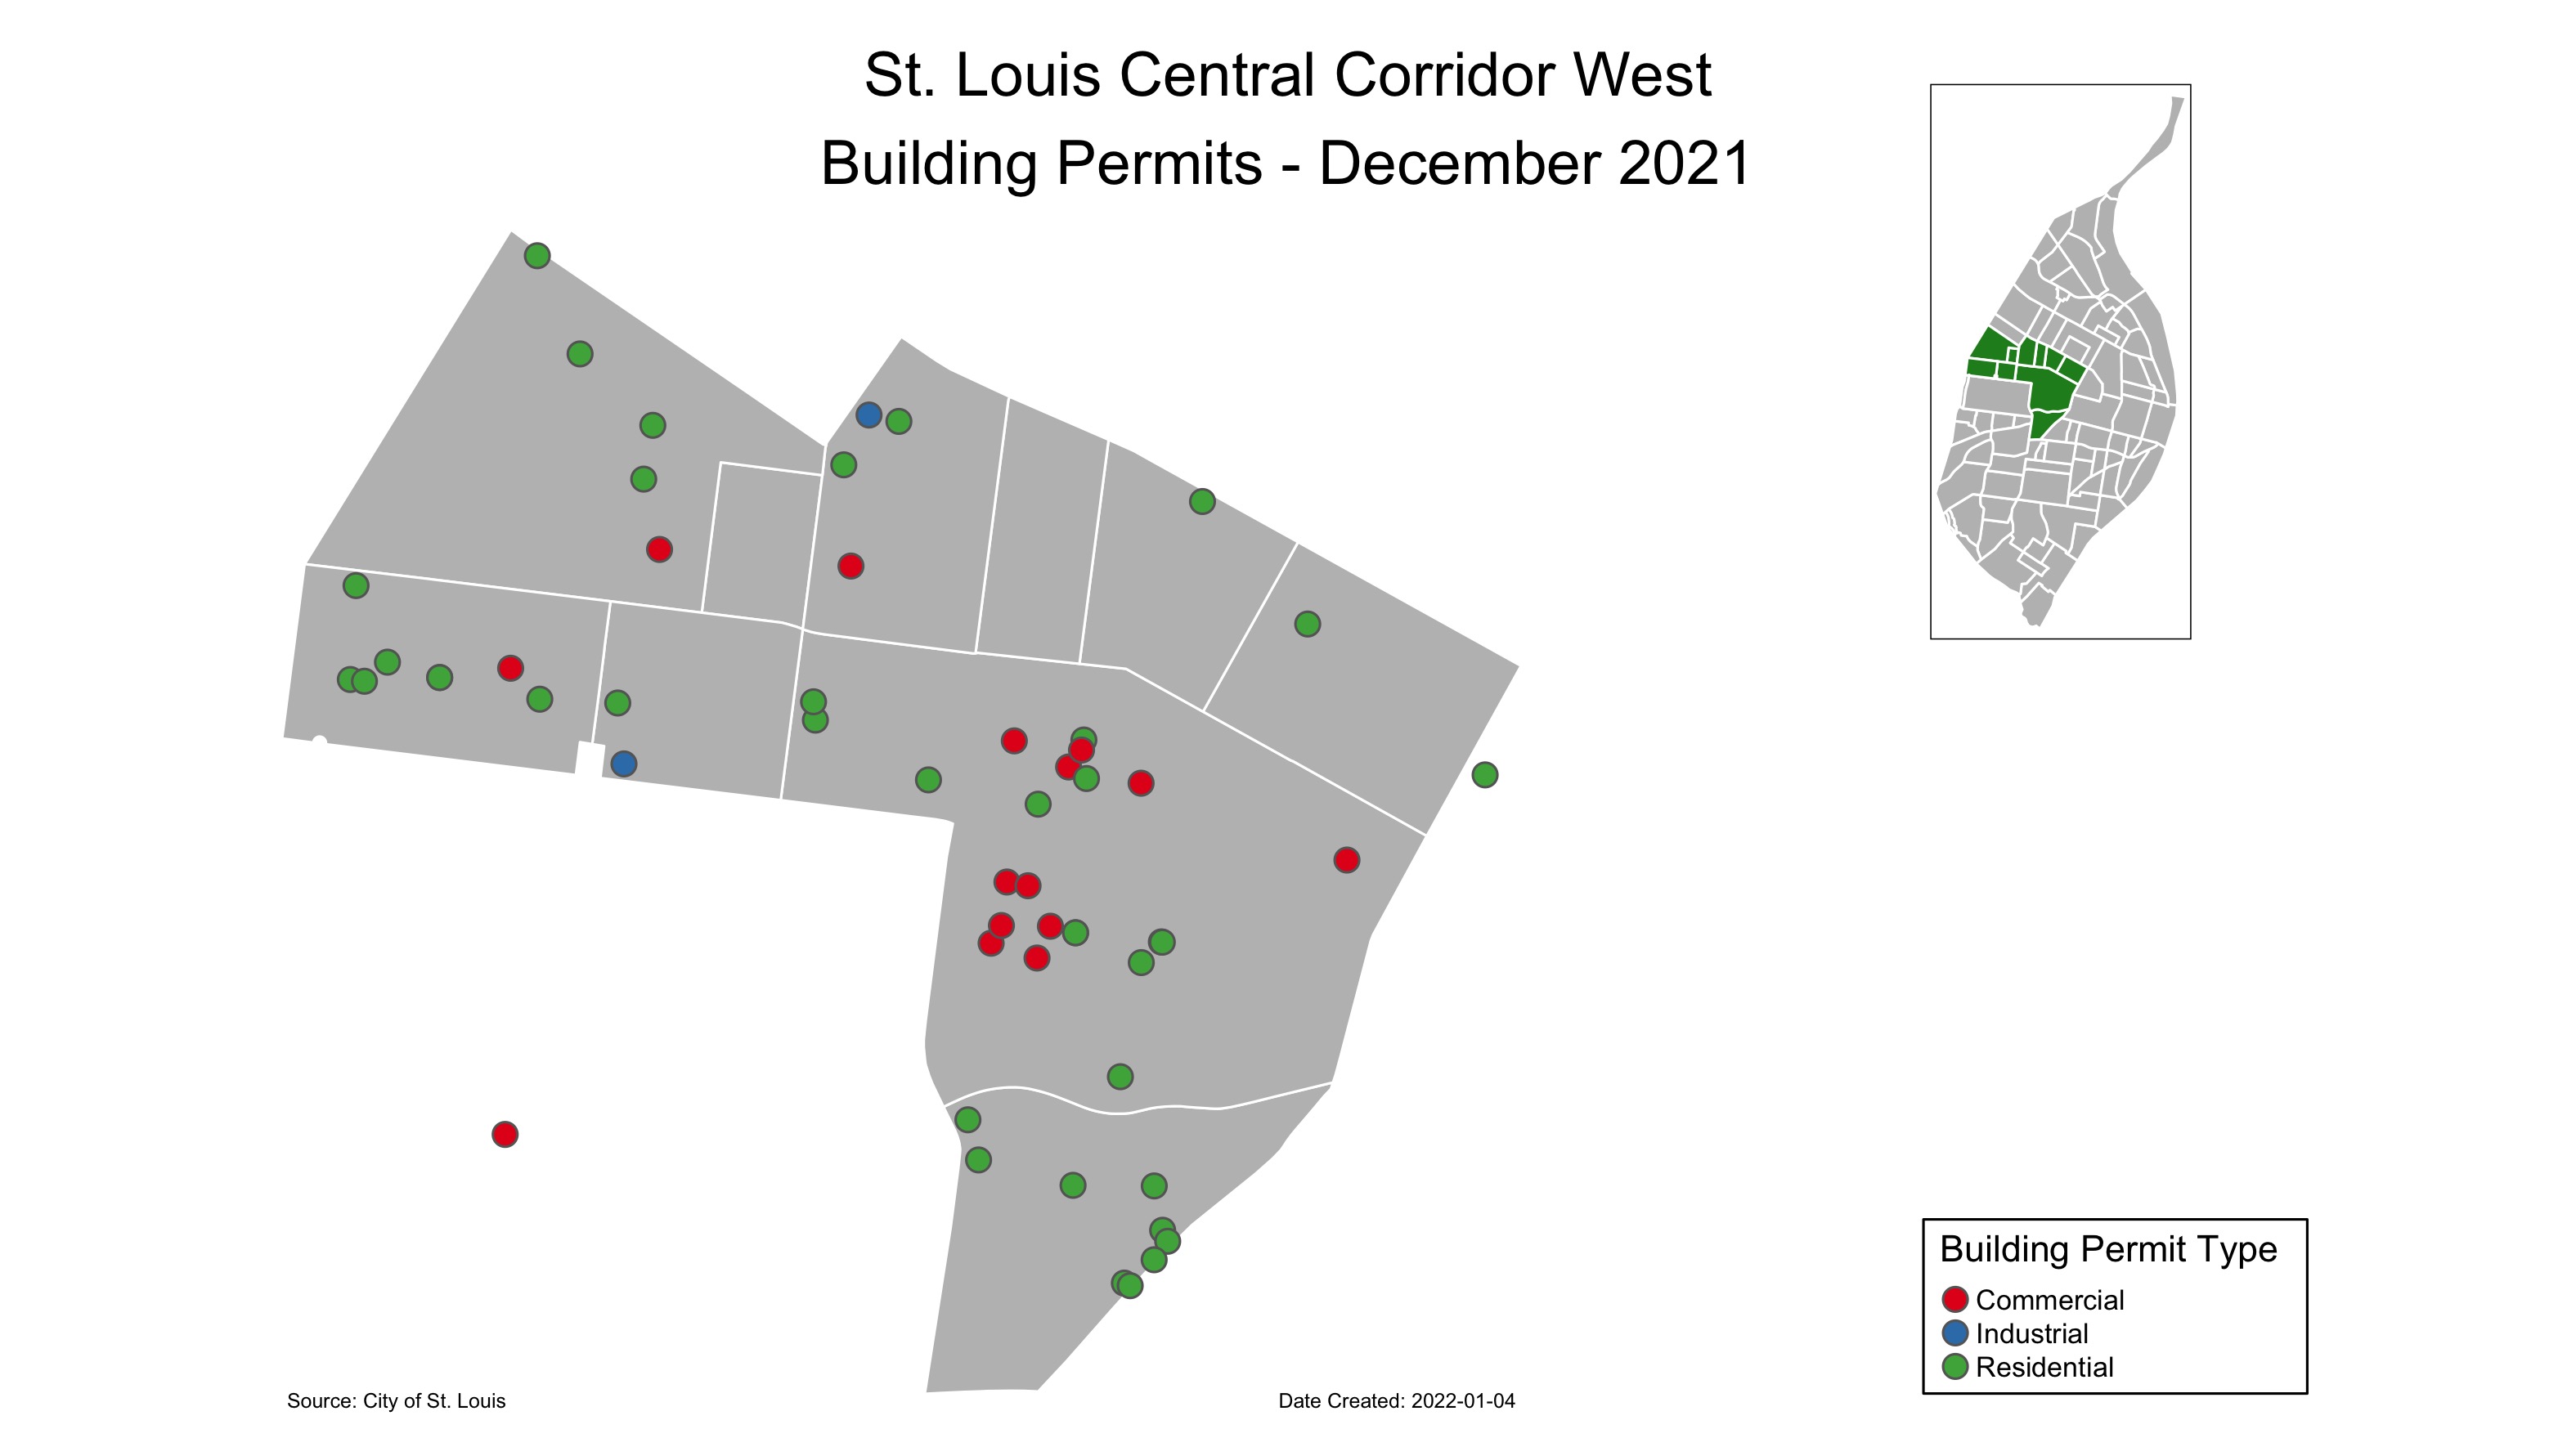 St. Louis Central Corridor West
Building Permits - December 2021
Building Permit Type
Commercial
Industrial
Residential
Source: City of St. Louis
Date Created: 2022-01-04